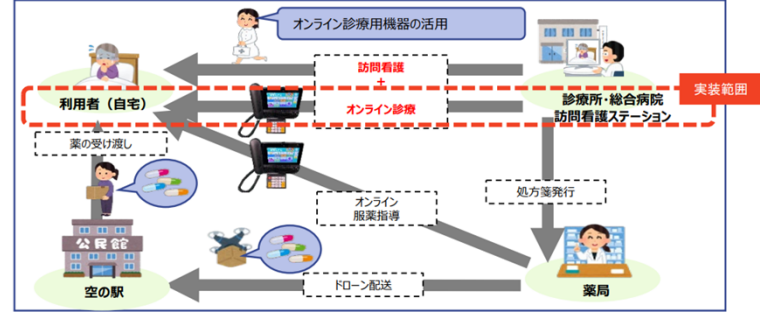 オンライン診療用機器の活用
訪問看護
+
オンライン診療
利用者（自宅）
診療所・総合病院
訪問看護ステーション
実装範囲
薬の受け渡し
オンライン
服薬指導
処方箋発行
公民館
空の駅
ドローン配送
薬局